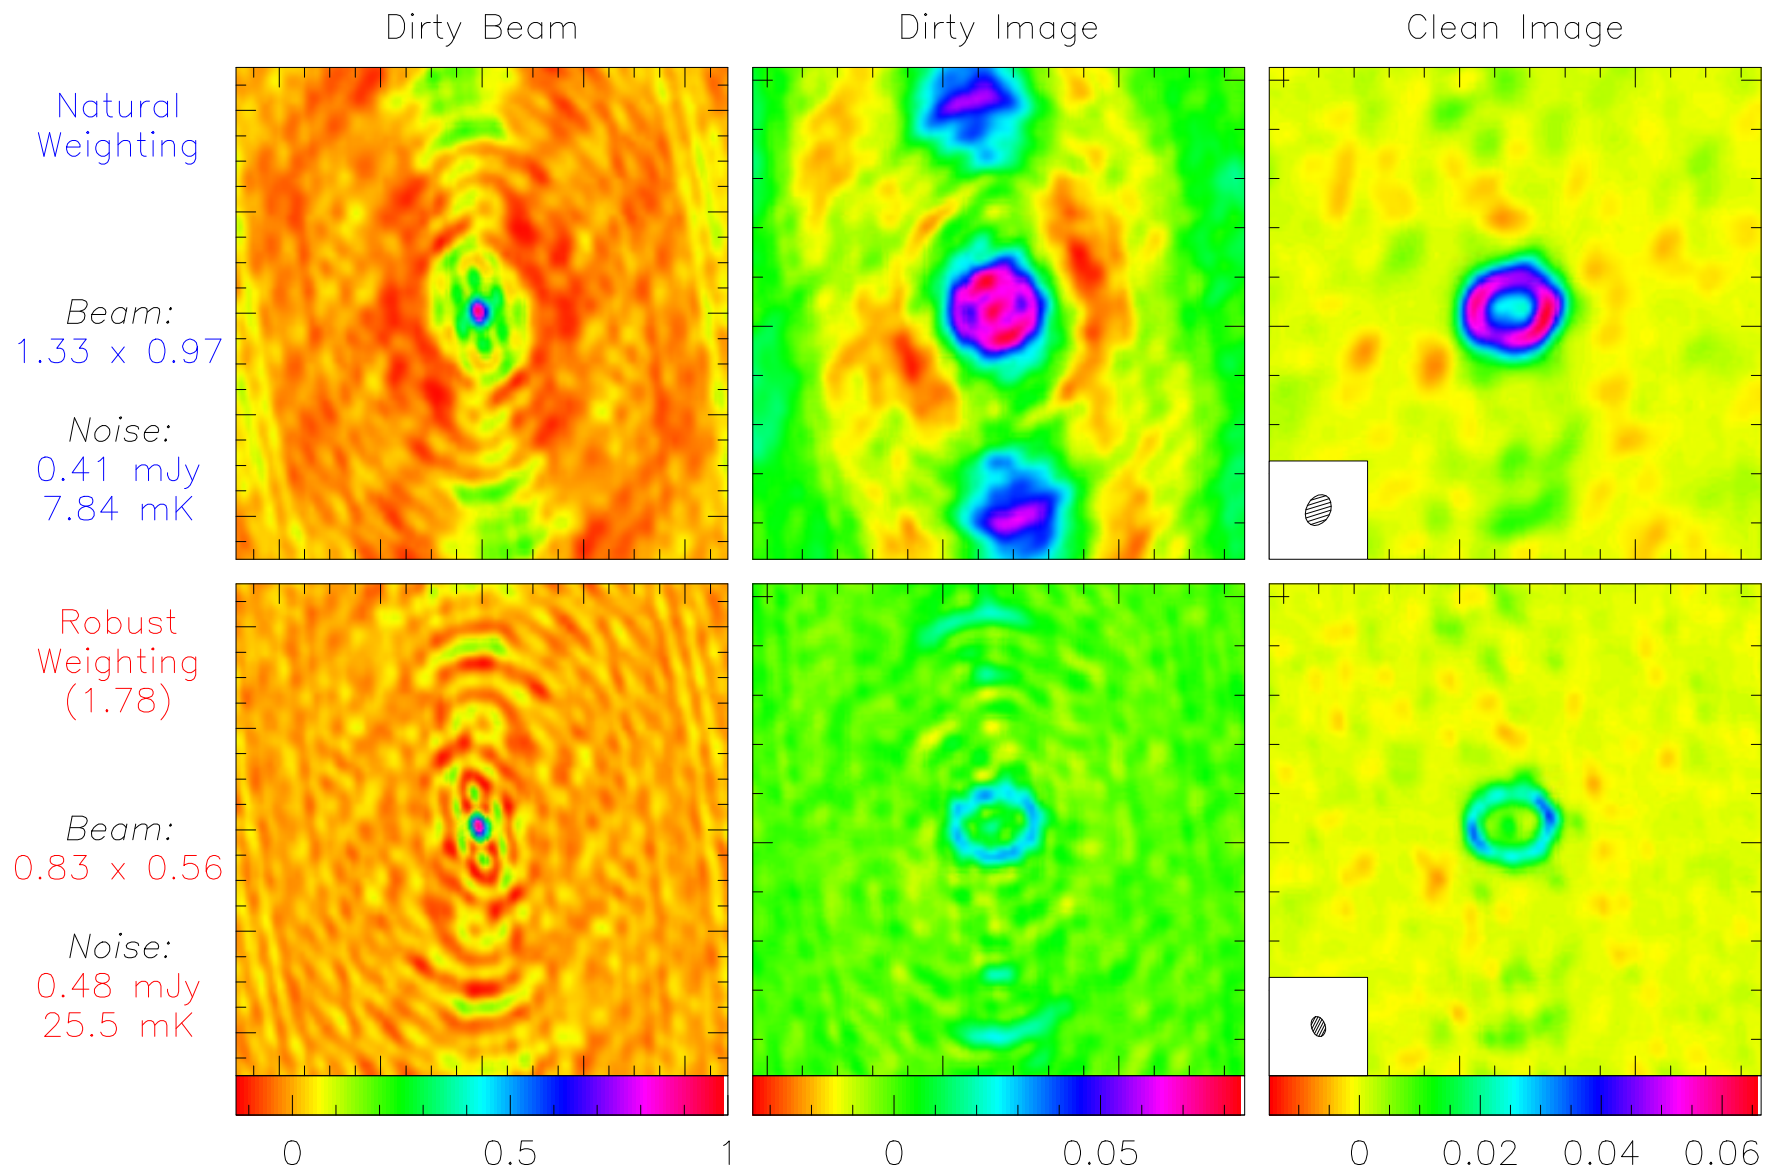 Dirty Beam
Dirty Image
Clean Image
Natural
Weighting
Beam:
1.33 x 0.97
Noise:
0.41 mJy
7.84 mK
Robust
Weighting
(1.78)
Beam:
0.83 x 0.56
Noise:
0.48 mJy
25.5 mK
0 0.5 1
0 0.05
0 0.02 0.04 0.06